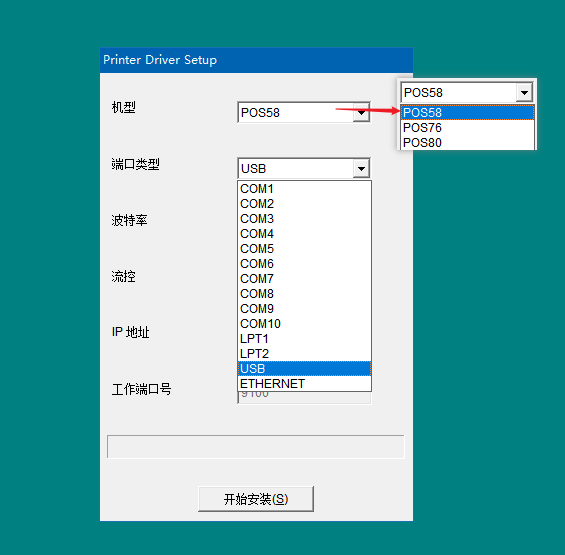 Printer Driver Setup
机型
POS58
POS58
POS58
POS76
POS80
端口类型
USB
COM1
COM2
COM3
COM4
COM5
COM6
COM7
COM8
COM9
COM10
LPT1
LPT2
USB
ETHERNET
波特率
流控
IP 地址
工作端口号
9100
开始安装(S)